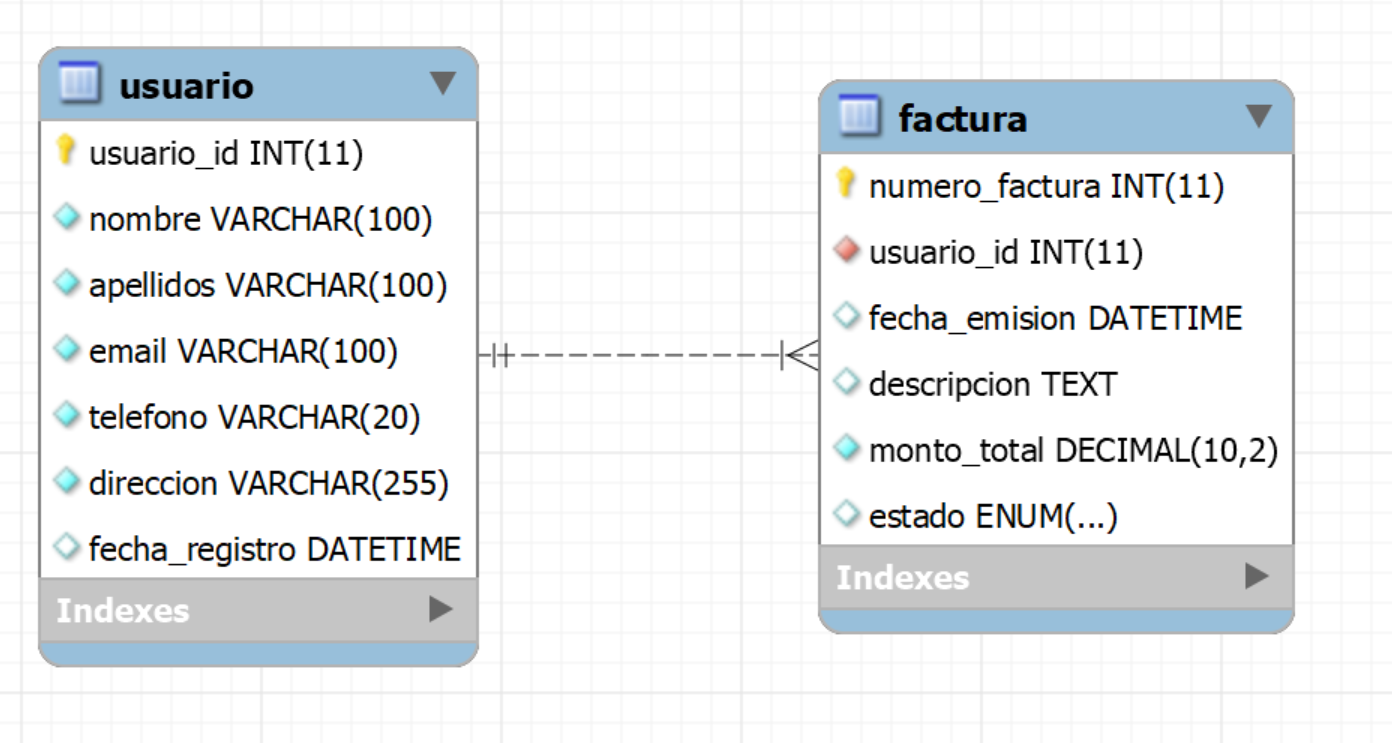 usuario
usuario_id INT(11)
nombre VARCHAR(100)
apellidos VARCHAR(100)
email VARCHAR(100)
telefono VARCHAR(20)
direccion VARCHAR(255)
fecha_registro DATETIME
Indexes
factura
numero_factura INT(11)
usuario_id INT(11)
fecha_emision DATETIME
descripcion TEXT
monto_total DECIMAL(10,2)
estado ENUM(...)
Indexes